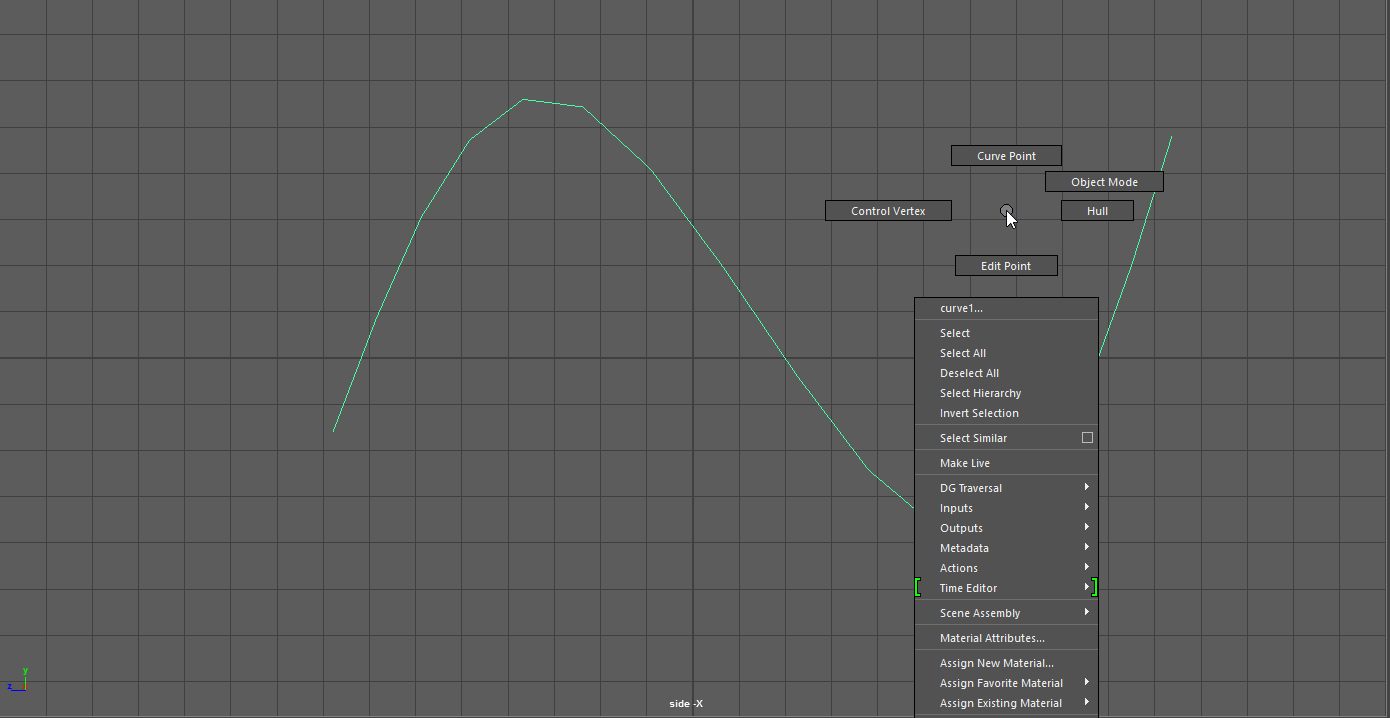 Curve Point
Object Mode
Control Vertex
Hull
Edit Point
curve1...
Select
Select All
Deselect All
Select Hierarchy
Invert Selection
Select Similar
Make Live
DG Traversal
Inputs
Outputs
Metadata
Actions
Time Editor
Scene Assembly
Material Attributes...
Assign New Material...
Assign Favorite Material
Assign Existing Material
y
z
side -X